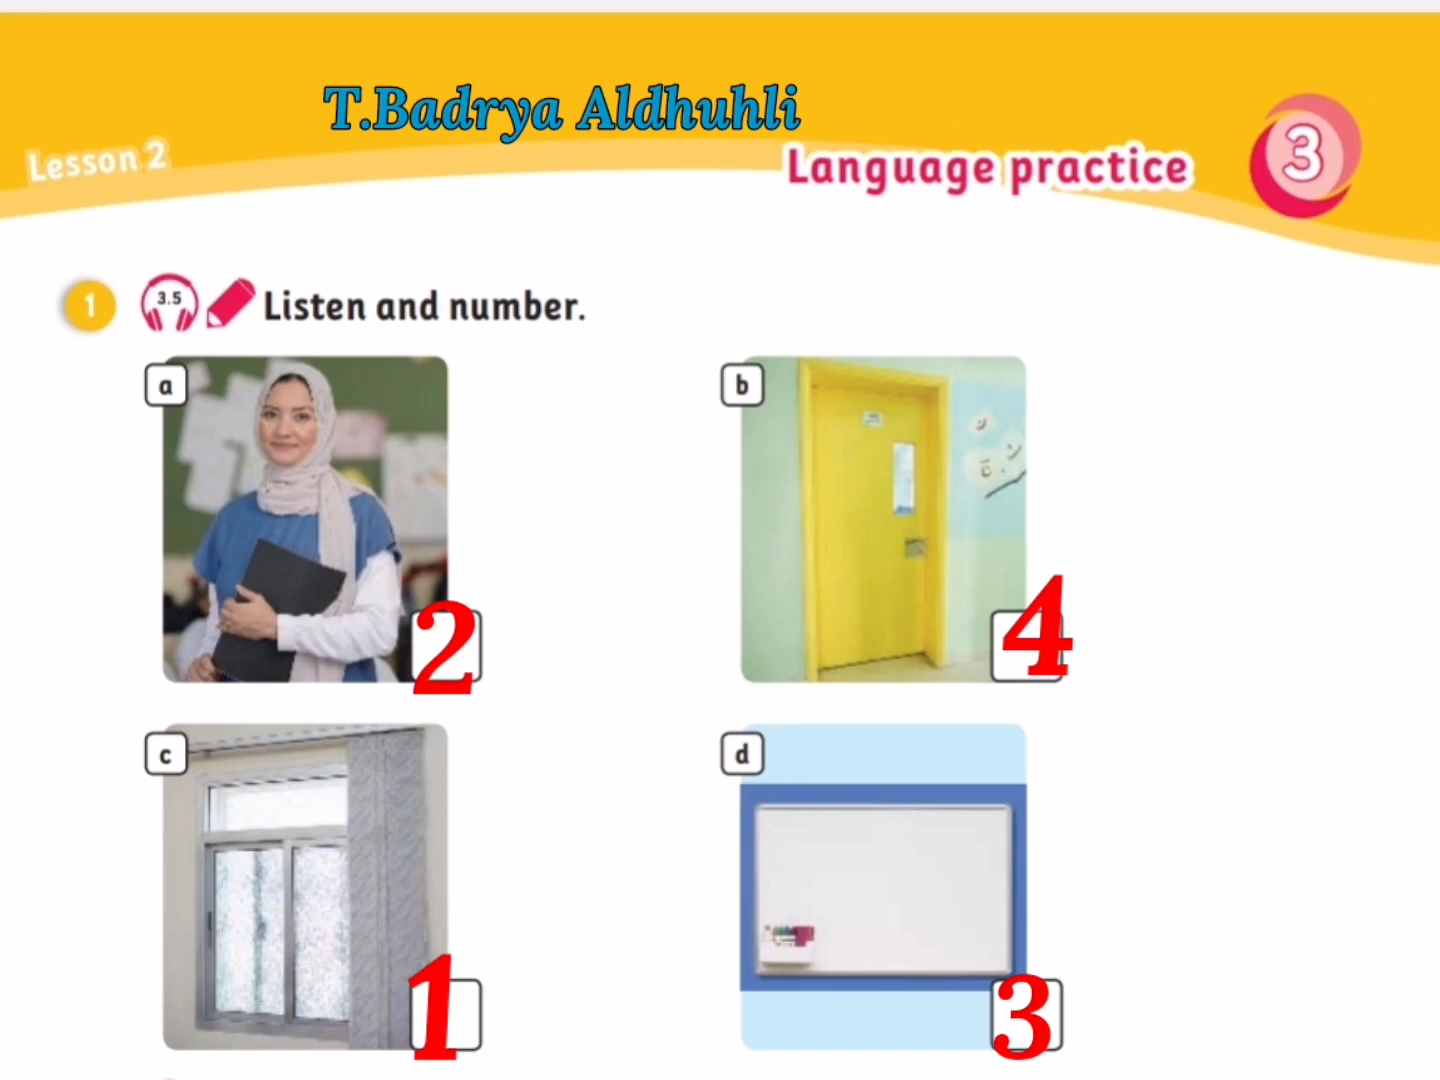 T.Badrya Aldhuhli
Lesson 2
Language practice 3
1 3.5 Listen and number.
a
b
2
4
c
d
1
3